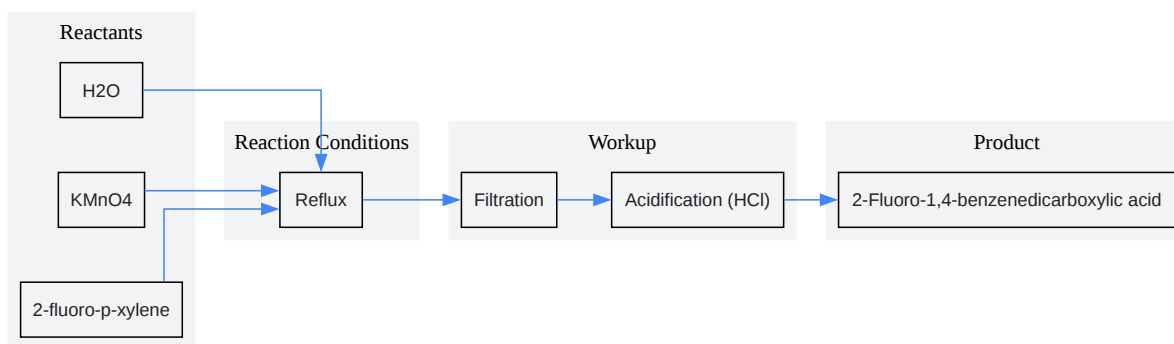 Reactants
H2O
KMnO4
2-fluoro-p-xylene
Reaction Conditions
Reflux
Workup
Filtration
Acidification (HCl)
Product
2-Fluoro-1,4-benzenedicarboxylic acid